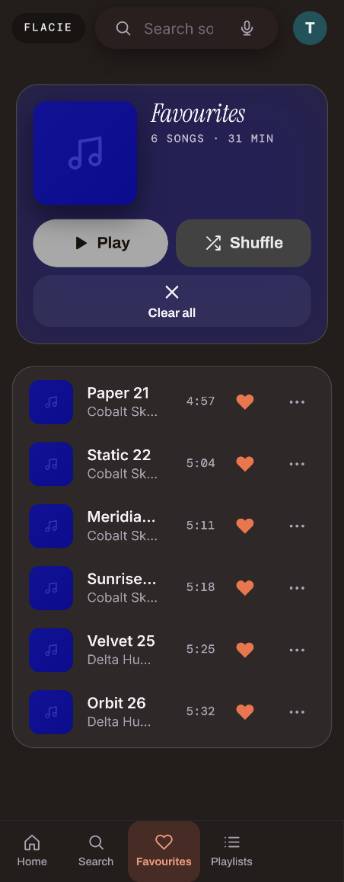 FLACIE
Search so
T
Favourites
6 SONGS · 31 MIN
Play
Shuffle
Clear all
Paper 21
Cobalt Sk...
4:57
Static 22
Cobalt Sk...
5:04
Meridia...
Cobalt Sk...
5:11
Sunrise...
Cobalt Sk...
5:18
Velvet 25
Delta Hu...
5:25
Orbit 26
Delta Hu...
5:32
Home
Search
Favourites
Playlists